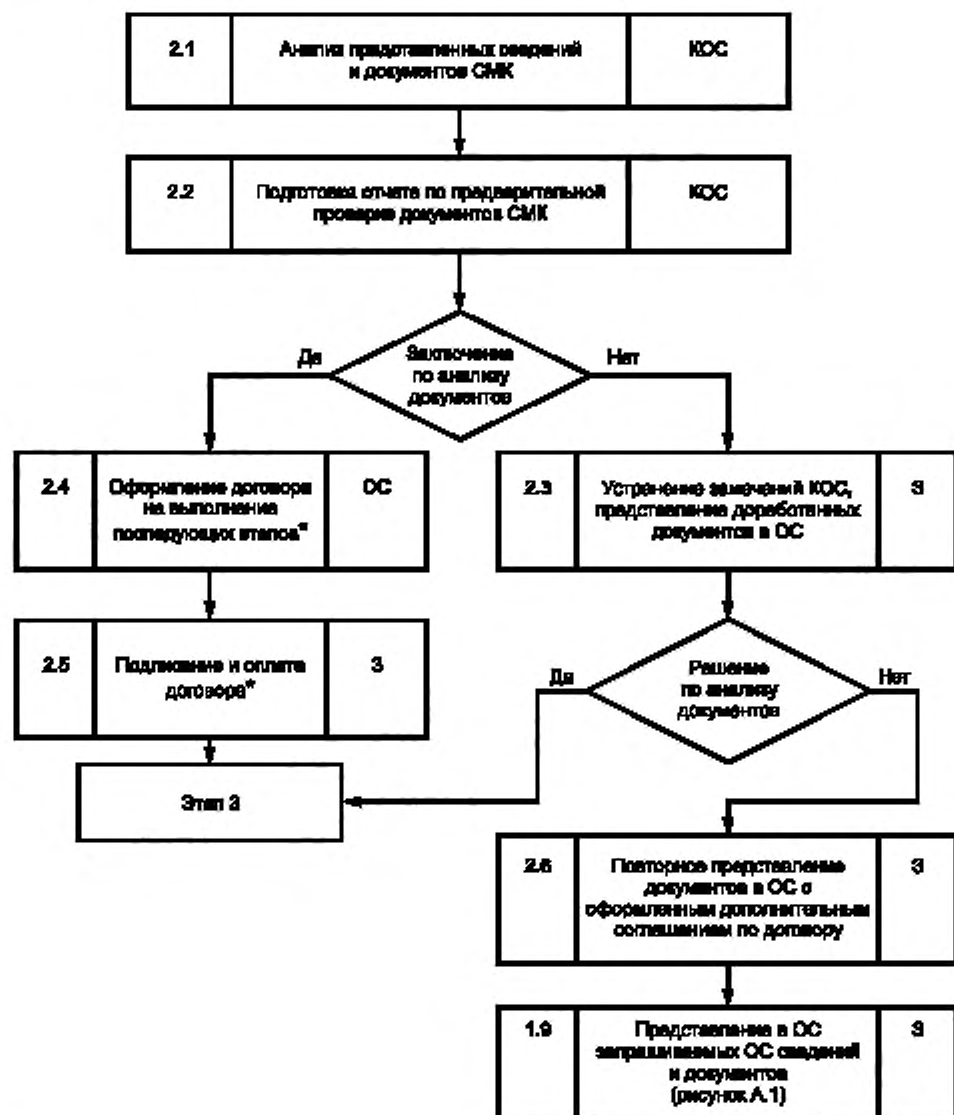 2.1
Анализ представленных сведений
и документов СМК
КОС
2.2
Подготовка отчета по предварительной
проверке документов СМК
КОС
Да
Заключение
по анализу
документов
Нет
2.4
Оформление договора
на выполнение
последующих этапов*
ОС
2.3
Устранение замечаний КОС,
представление доработанных
документов в ОС
З
2.5
Подписание и оплата
договора*
З
Да
Решение
по анализу
документов
Нет
Этап 3
2.6
Повторное представление
документов в ОС с
оформленным дополнительным
соглашением по договору
З
1.9
Представление в ОС
запрашиваемых ОС сведений
и документов
(рисунок А.1)
З